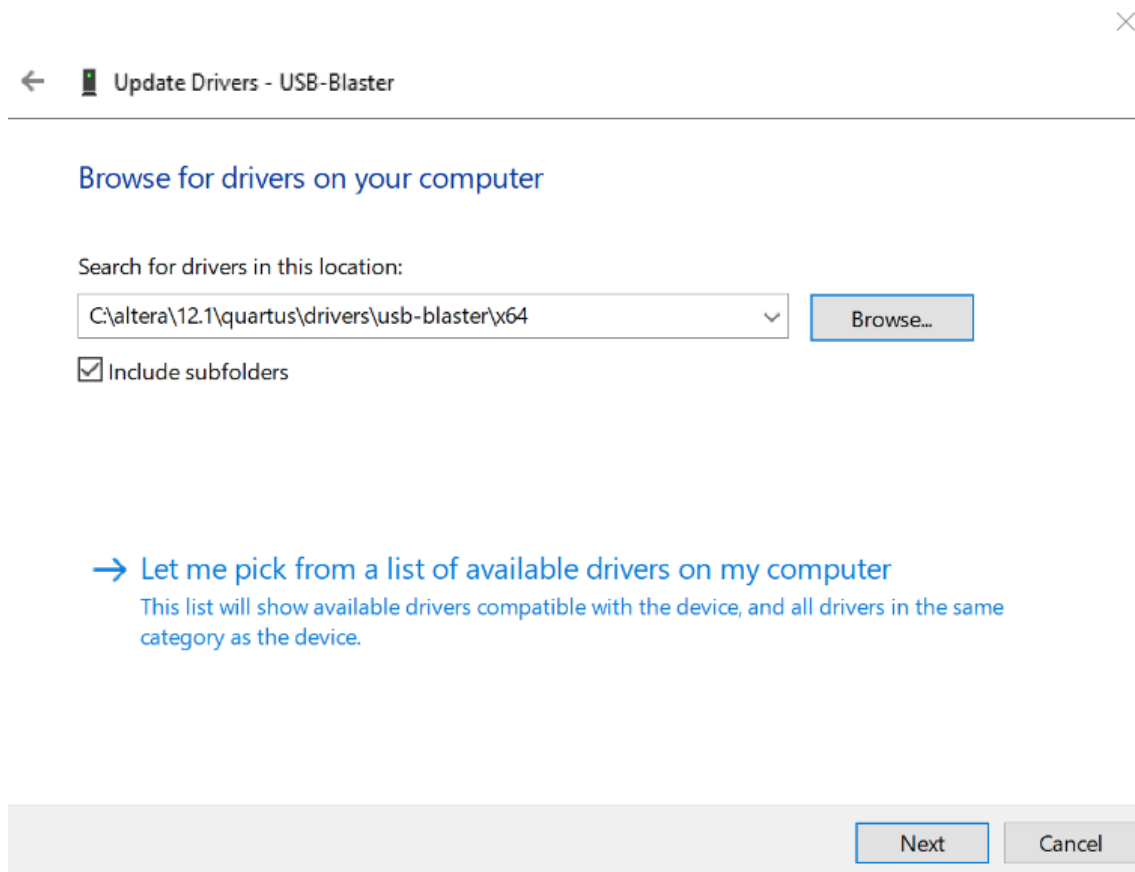 Update Drivers - USB-Blaster
Browse for drivers on your computer
Search for drivers in this location:
C:\altera\12.1\quartus\drivers\usb-blaster\x64
Browse...
Include subfolders
Let me pick from a list of available drivers on my computer
This list will show available drivers compatible with the device, and all drivers in the same
category as the device.
Next
Cancel